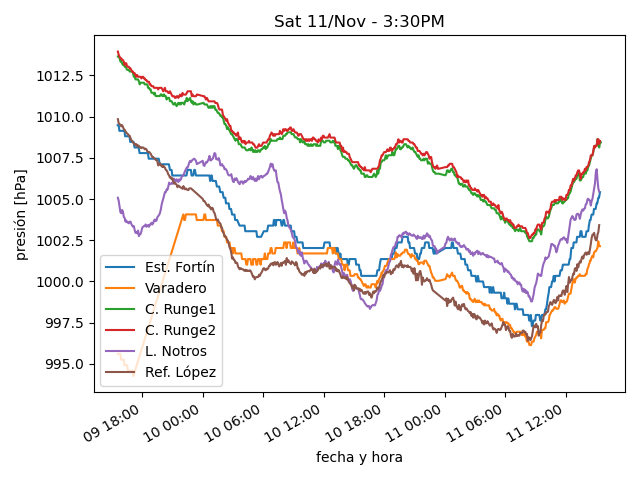 Sat 11/Nov - 3:30PM
presión [hPa]
1012.5
1010.0
1007.5
1005.0
1002.5
1000.0
997.5
995.0
Est. Fortín
Varadero
C. Runge1
C. Runge2
L. Notros
Ref. López
09 18:00
10 00:00
10 06:00
10 12:00
10 18:00
11 00:00
11 06:00
11 12:00
fecha y hora